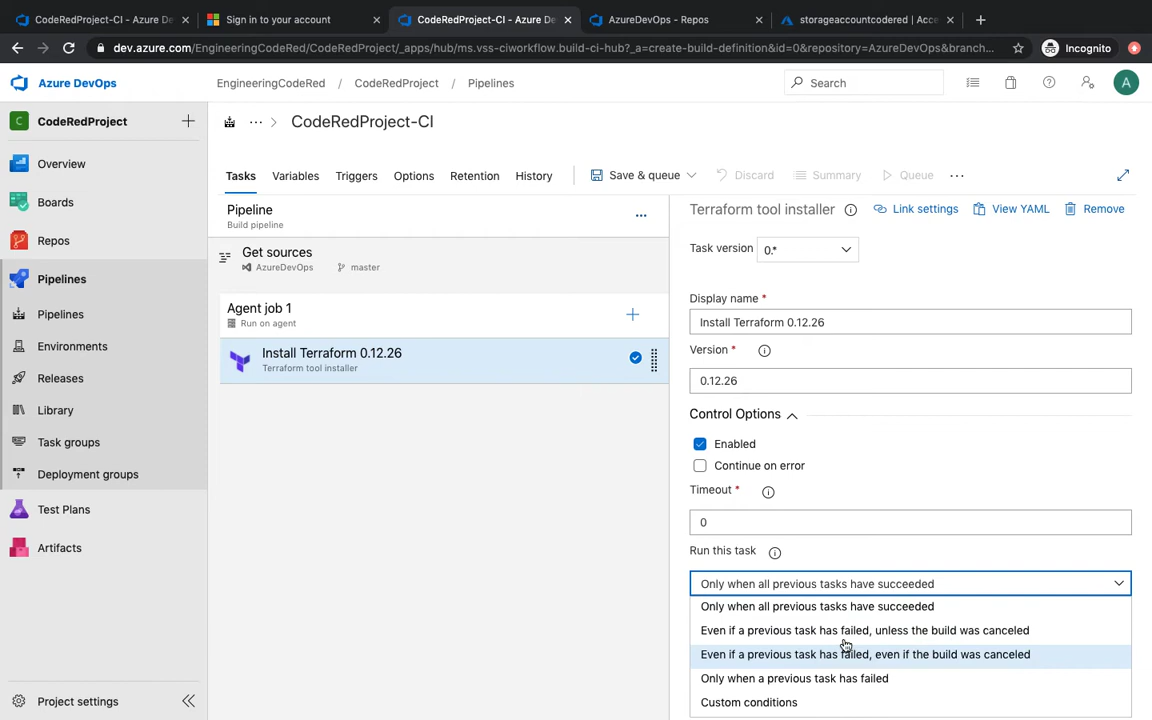 CodeRedProject-CI - Azure De
Sign in to your account
CodeRedProject-CI - Azure De
AzureDevOps - Repos
storageaccountcodered | Acce
dev.azure.com/EngineeringCodeRed/CodeRedProject/_apps/hub/ms.vss-ciworkflow.build-ci-hub?_a=create-build-definition&id=0&repository=AzureDevOps&branch...
Incognito
Azure DevOps
EngineeringCodeRed / CodeRedProject / Pipelines
Search
A
C CodeRedProject
Overview
Boards
Repos
Pipelines
Pipelines
Environments
Releases
Library
Task groups
Deployment groups
Test Plans
Artifacts
Project settings
... > CodeRedProject-CI
Tasks Variables Triggers Options Retention History
Save & queue Discard Summary Queue ...
Pipeline
Build pipeline
...
Get sources
AzureDevOps master
Agent job 1
Run on agent
Install Terraform 0.12.26
Terraform tool installer
Terraform tool installer
Link settings View YAML Remove
Task version 0.*
Display name *
Install Terraform 0.12.26
Version *
0.12.26
Control Options
Enabled
Continue on error
Timeout *
0
Run this task
Only when all previous tasks have succeeded
Only when all previous tasks have succeeded
Even if a previous task has failed, unless the build was canceled
Even if a previous task has failed, even if the build was canceled
Only when a previous task has failed
Custom conditions